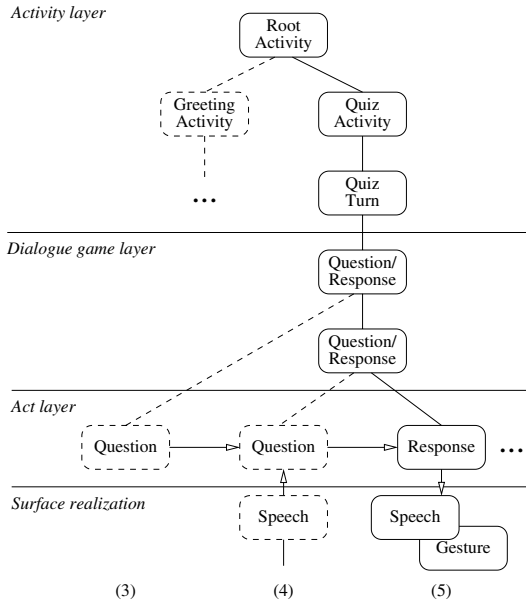 Activity layer
Root
Activity
Greeting
Activity
Quiz
Activity
...
Quiz
Turn
Dialogue game layer
Question/
Response
Question/
Response
Act layer
Question
Question
Response
...
Surface realization
Speech
Speech
Gesture
(3)
(4)
(5)